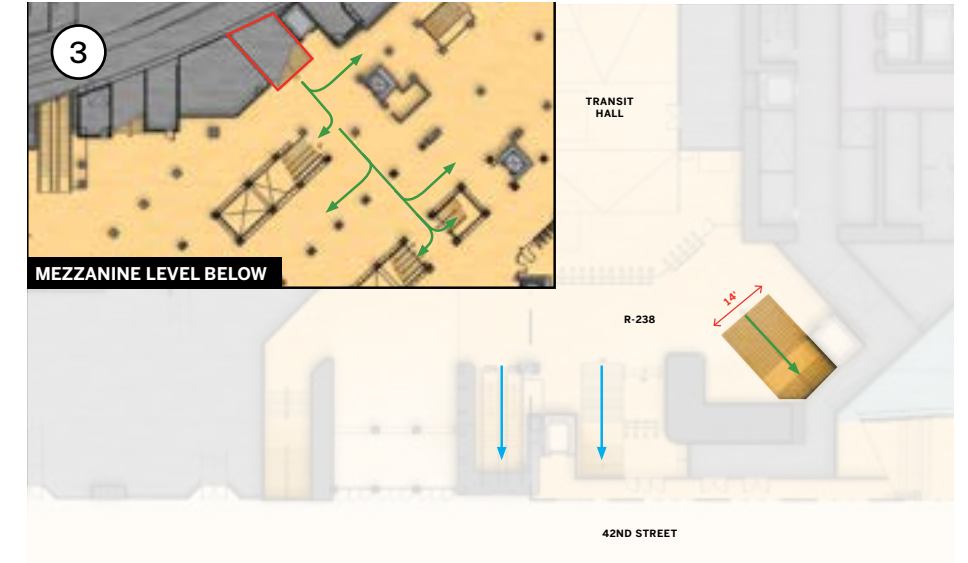 3
MEZZANINE LEVEL BELOW
TRANSIT
HALL
R-238
14'
42ND STREET